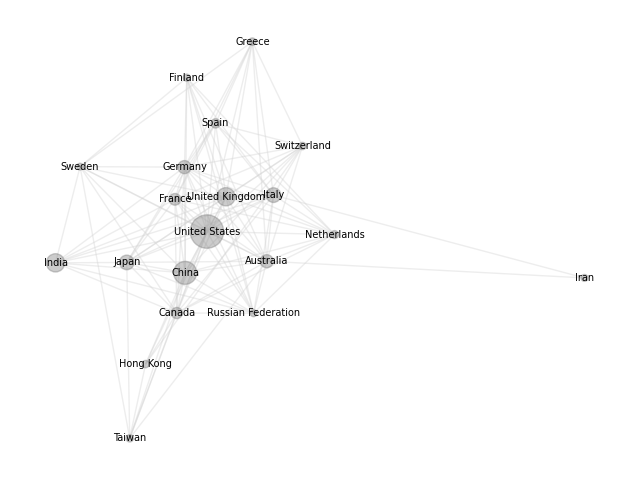 Greece
Finland
Spain
Switzerland
Sweden
Germany
France
United Kingdom
Italy
United States
Netherlands
India
Japan
China
Australia
Iran
Canada
Russian Federation
Hong Kong
Taiwan